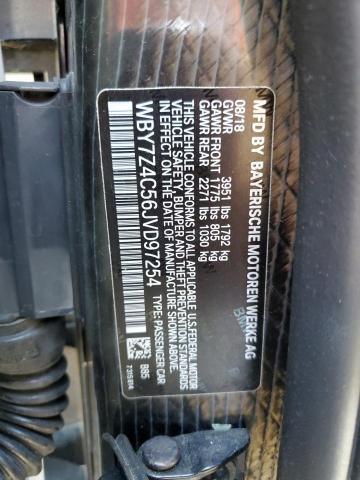 MFD BY BAYERISCHE MOTOREN WERKE AG
08/18
GVWR 3951 lbs 1792 kg
GAWR FRONT 1775 lbs 805 kg
GAWR REAR 2271 lbs 1030 kg
THIS VEHICLE CONFORMS TO ALL APPLICABLE U.S.FEDERAL MOTOR
VEHICLE SAFETY, BUMPER AND THEFT PREVENTION STANDARDS
IN EFFECT ON THE DATE OF MANUFACTURE SHOWN ABOVE.
WBY7Z4C56JVD97254 TYPE: PASSENGER CAR
B85